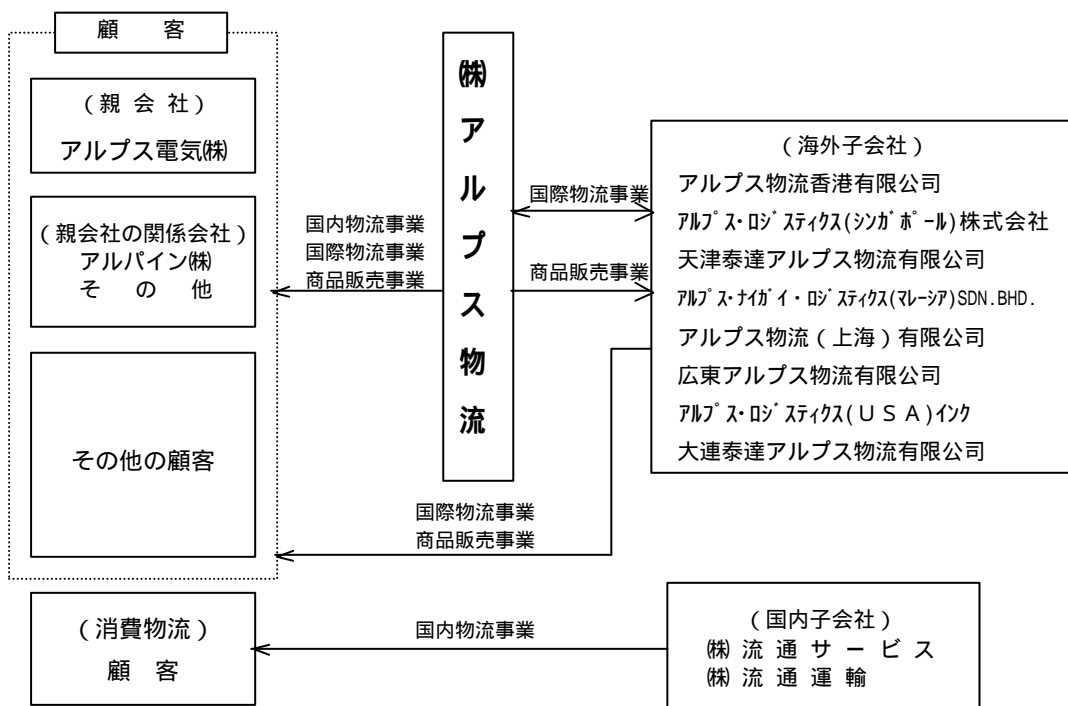 顧　　客
（親 会 社）
アルプス電気㈱
（親会社の関係会社）
アルパイン㈱
そ　の　他
その他の顧客
国内物流事業
国際物流事業
商品販売事業
㈱アルプス物流
国際物流事業
商品販売事業
（海外子会社）
アルプス物流香港有限公司
ｱﾙﾌﾟｽ･ﾛｼﾞｽﾃｨｸｽ(ｼﾝｶﾞﾎﾟｰﾙ)株式会社
天津泰達アルプス物流有限公司
ｱﾙﾌﾟｽ･ﾅｲｶﾞｲ・ﾛｼﾞｽﾃｨｸｽ(ﾏﾚｰｼｱ)SDN.BHD.
アルプス物流（上海）有限公司
広東アルプス物流有限公司
ｱﾙﾌﾟｽ･ﾛｼﾞｽﾃｨｸｽ(ＵＳＡ)ｲﾝｸ
大連泰達アルプス物流有限公司
国際物流事業
商品販売事業
（消費物流）
顧　客
国内物流事業
（国内子会社）
㈱ 流 通 サ ー ビ ス
㈱ 流 通 運 輸